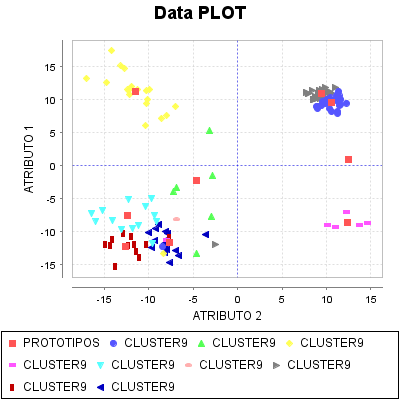 Data PLOT
ATRIBUTO 1
15
10
5
0
-5
-10
-15
-15
-10
-5
0
5
10
15
ATRIBUTO 2
PROTOTIPOS CLUSTER9 CLUSTER9 CLUSTER9
CLUSTER9 CLUSTER9 CLUSTER9 CLUSTER9
CLUSTER9 CLUSTER9